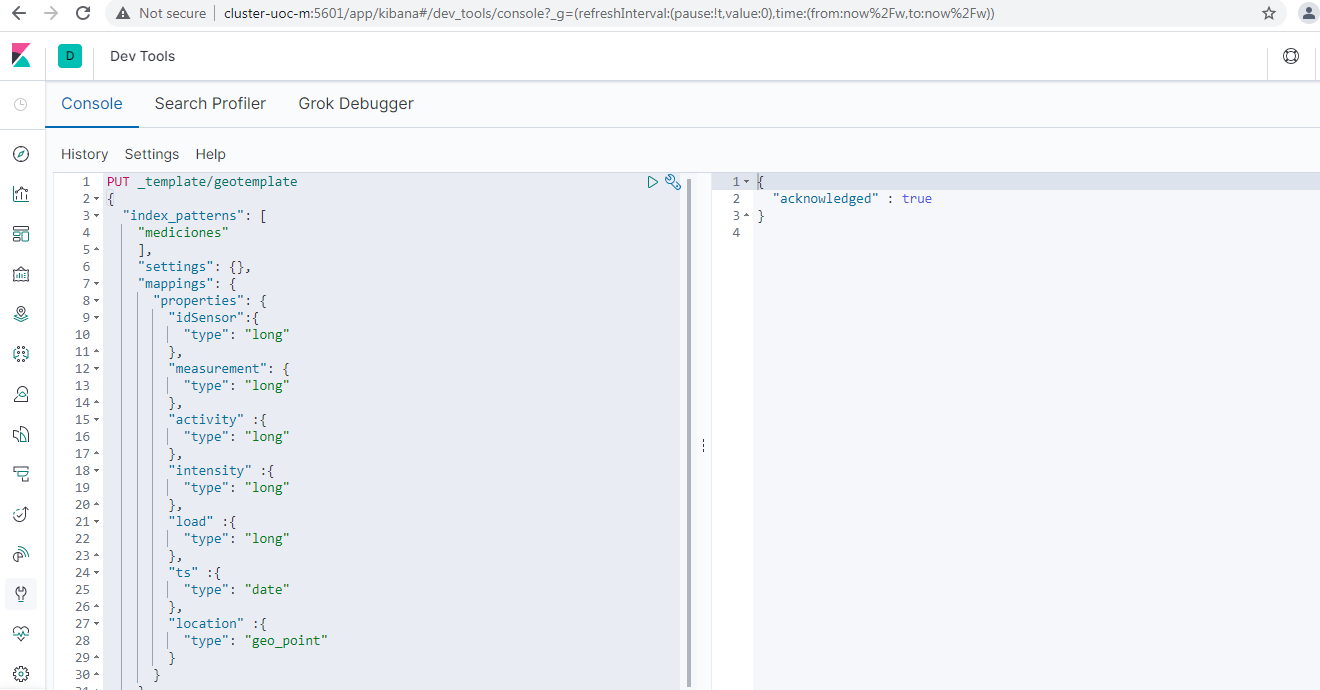 Not secure
cluster-uoc-m:5601/app/kibana#/dev_tools/console?_g=(refreshInterval:(pause:!t,value:0),time:(from:now%2Fw,to:now%2Fw))
D
Dev Tools
Console Search Profiler Grok Debugger
History Settings Help
1 PUT _template/geotemplate
2 {
3 "index_patterns": [
4 "mediciones"
5 ],
6 "settings": {},
7 "mappings": {
8 "properties": {
9 "idSensor":{
10 "type": "long"
11 },
12 "measurement": {
13 "type": "long"
14 },
15 "activity" :{
16 "type": "long"
17 },
18 "intensity" :{
19 "type": "long"
20 },
21 "load" :{
22 "type": "long"
23 },
24 "ts" :{
25 "type": "date"
26 },
27 "location" :{
28 "type": "geo_point"
29 }
30 }
31 }
1 {
2 "acknowledged" : true
3 }
4